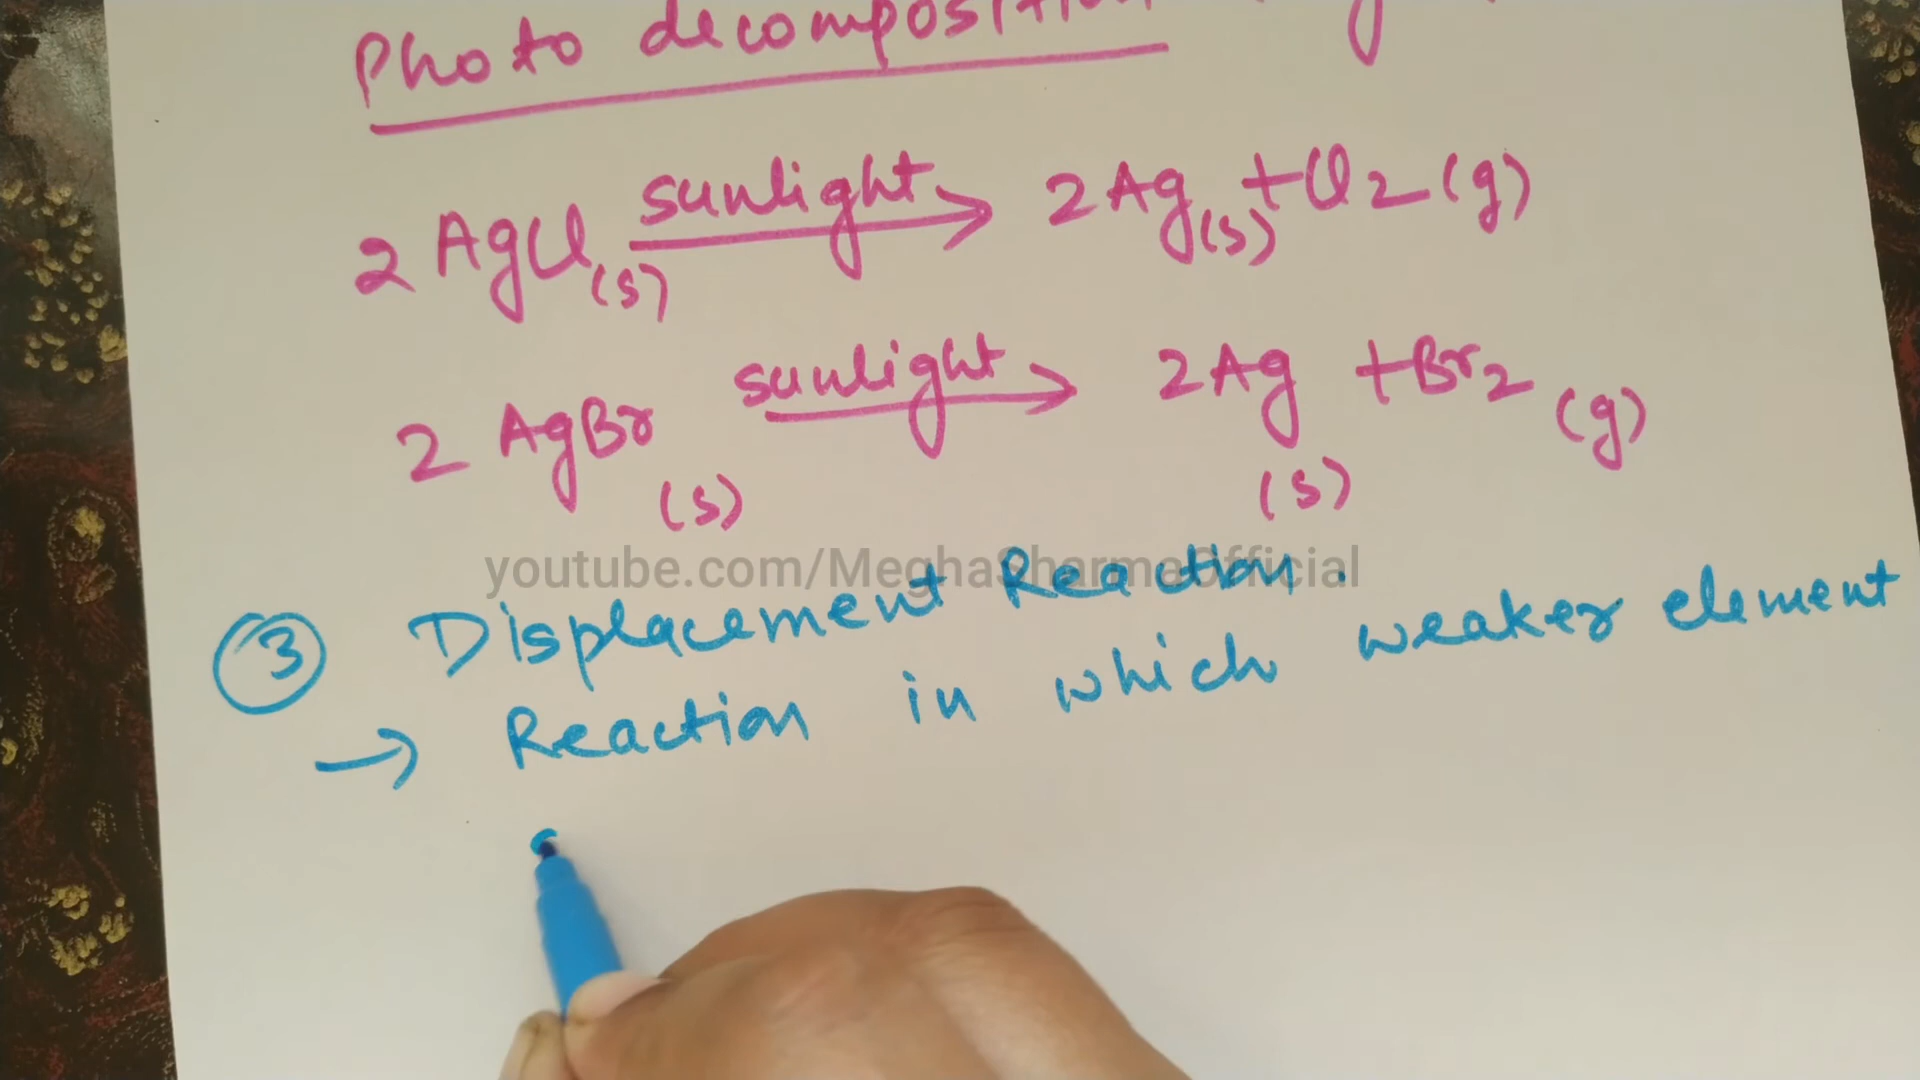 Photo decomposition
2 AgCl(s) sunlight → 2Ag(s) + Cl2 (g)
2 AgBr (s) sunlight → 2Ag (s) + Br2 (g)
youtube.com/MeghaSharmaOfficial
③ Displacement Reaction.
→ Reaction in which weaker element